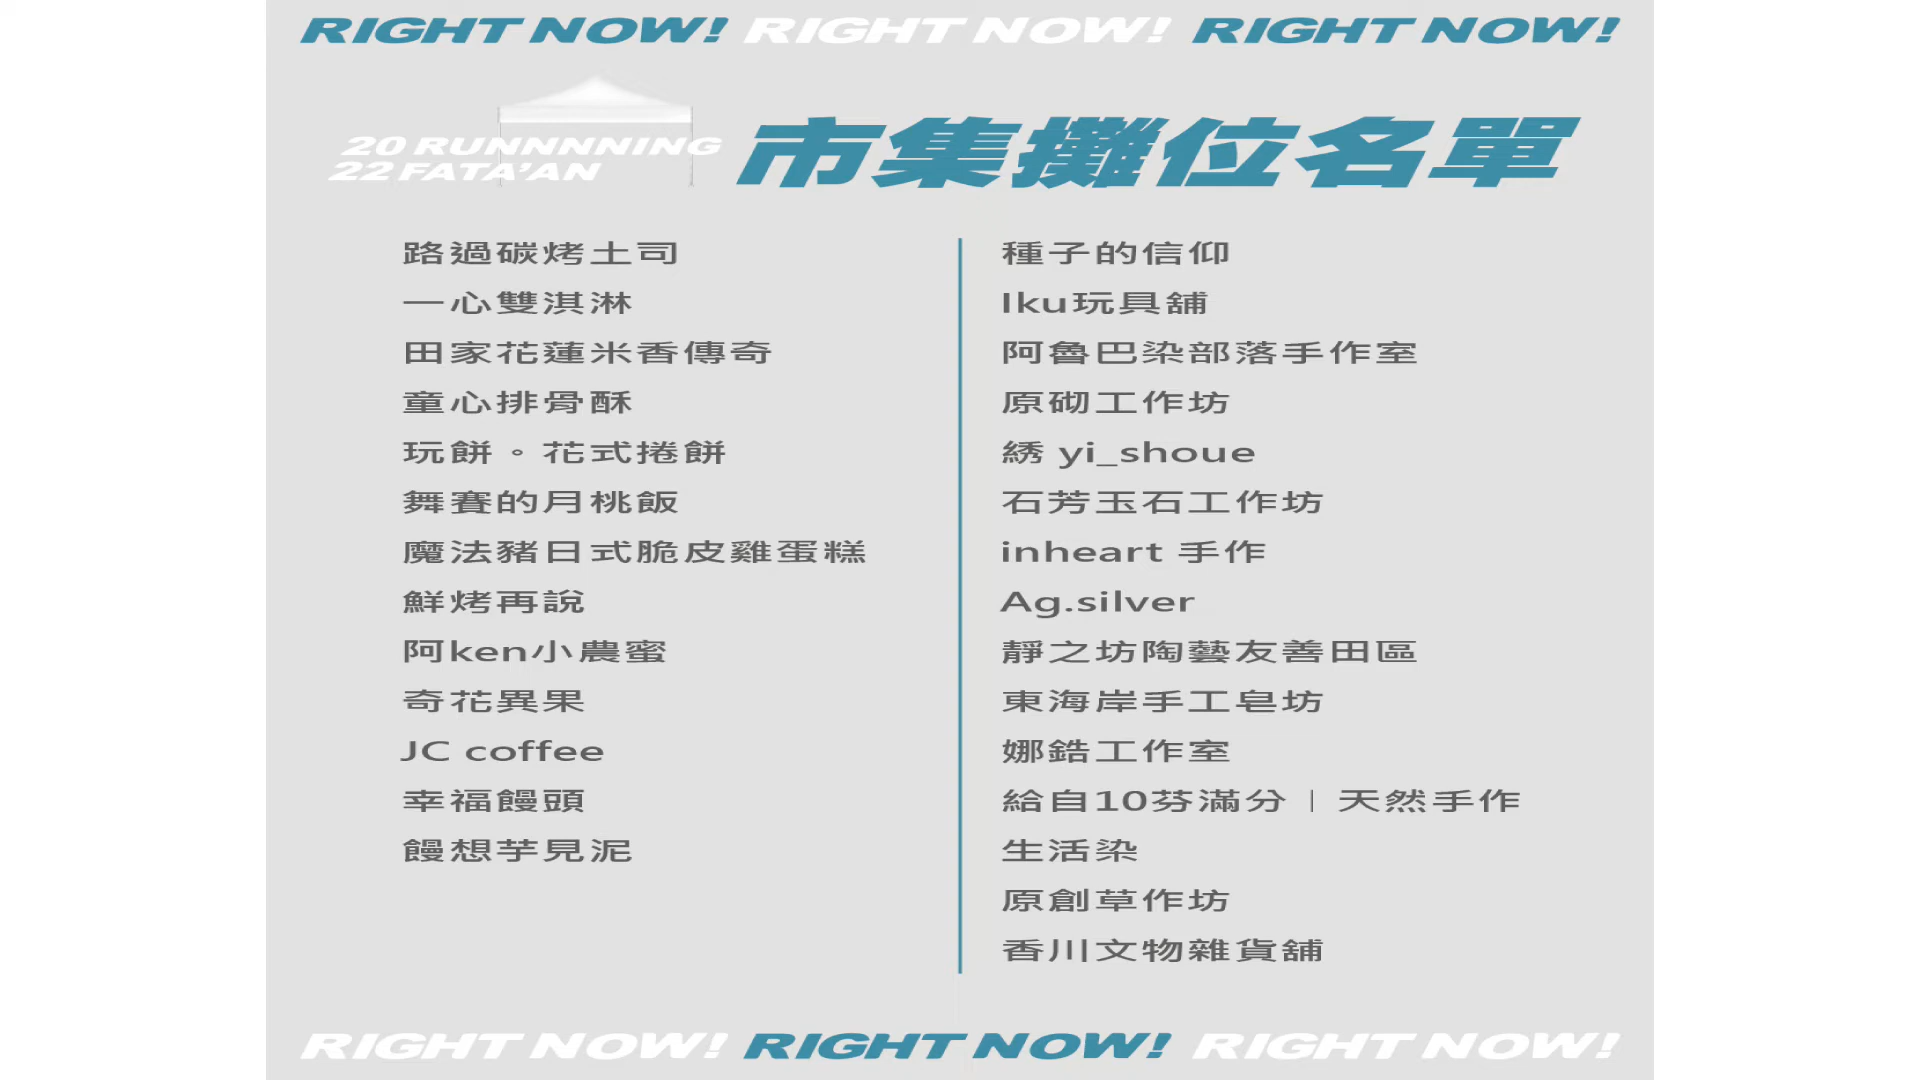 RIGHT NOW! RIGHT NOW! RIGHT NOW!
20 RUNNNNING
22 FATA'AN
市集攤位名單
路過碳烤土司
一心雙淇淋
田家花蓮米香傳奇
童心排骨酥
玩餅。花式捲餅
舞賽的月桃飯
魔法豬日式脆皮雞蛋糕
鮮烤再說
阿ken小農蜜
奇花異果
JC coffee
幸福饅頭
饅想芋見泥
種子的信仰
Iku玩具舖
阿魯巴染部落手作室
原砌工作坊
綉 yi_shoue
石芳玉石工作坊
inheart 手作
Ag.silver
靜之坊陶藝友善田區
東海岸手工皂坊
娜鋯工作室
給自10芬滿分｜天然手作
生活染
原創草作坊
香川文物雜貨舖
RIGHT NOW! RIGHT NOW! RIGHT NOW!